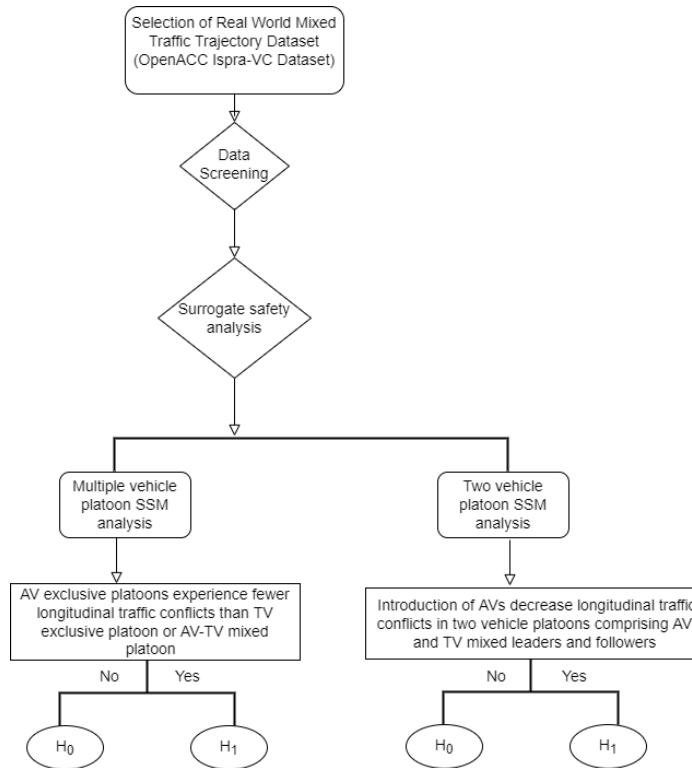 Selection of Real World Mixed
Traffic Trajectory Dataset
(OpenACC Ispra-VC Dataset)
Data
Screening
Surrogate safety
analysis
Multiple vehicle
platoon SSM
analysis
Two vehicle
platoon SSM
analysis
AV exclusive platoons experience fewer
longitudinal traffic conflicts than TV
exclusive platoon or AV-TV mixed
platoon
Introduction of AVs decrease longitudinal traffic
conflicts in two vehicle platoons comprising AV
and TV mixed leaders and followers
No Yes
No Yes
H₀
H₁
H₀
H₁